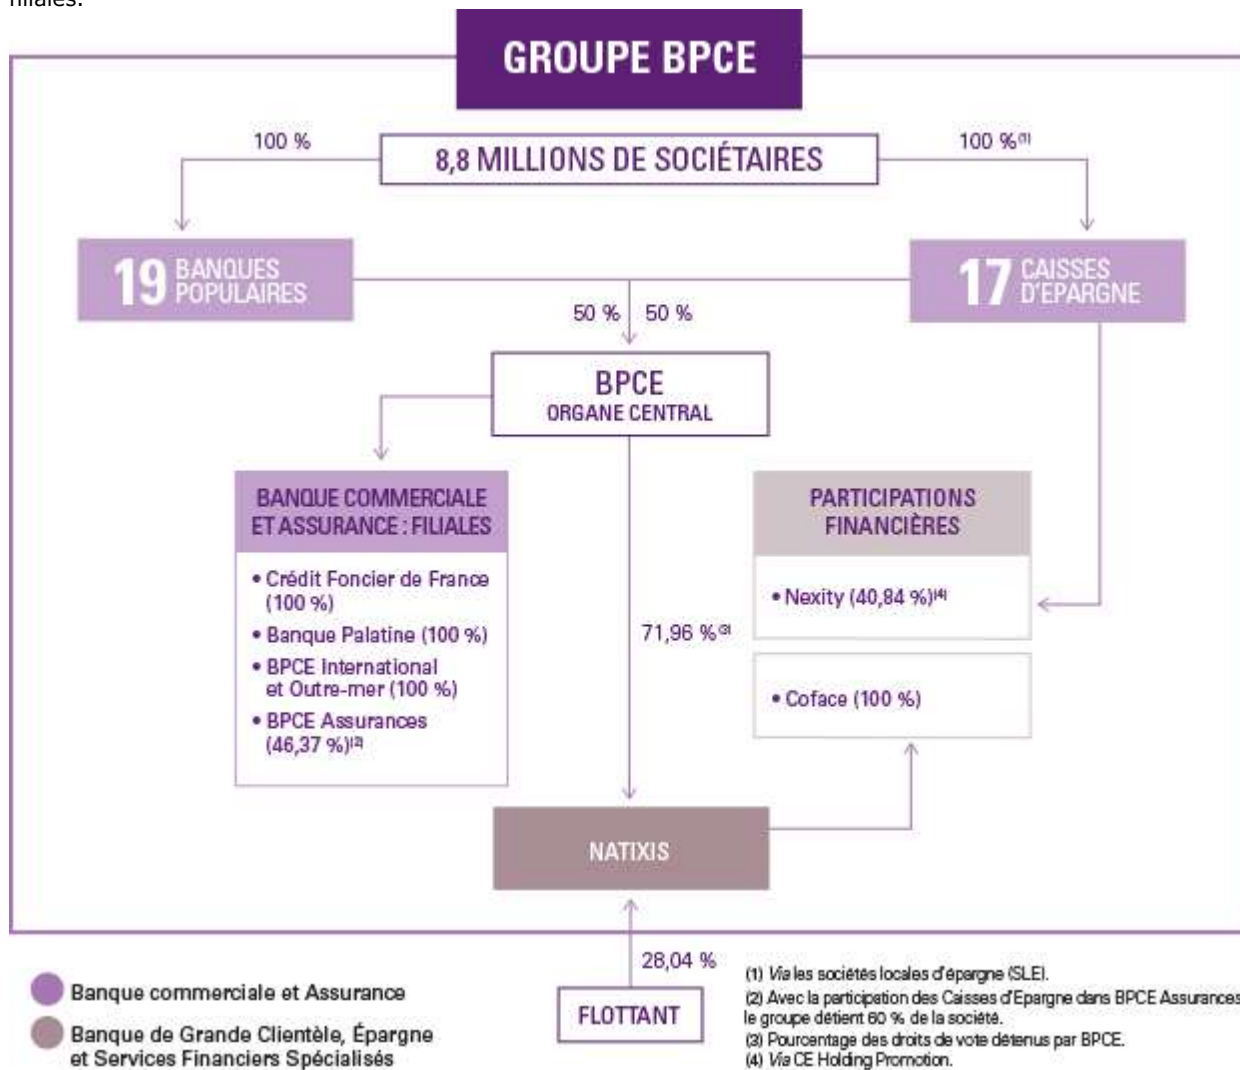 filiales.
GROUPE BPCE
100 %
8,8 MILLIONS DE SOCIÉTAIRES
100 %(1)
19 BANQUES
POPULAIRES
17 CAISSES
D'EPARGNE
50 % 50 %
BPCE
ORGANE CENTRAL
BANQUE COMMERCIALE
ET ASSURANCE : FILIALES
• Crédit Foncier de France
(100 %)
• Banque Palatine (100 %)
• BPCE International
et Outre-mer (100 %)
• BPCE Assurances
(46,37 %)(2)
71,96 %(3)
PARTICIPATIONS
FINANCIÈRES
• Nexity (40,84 %)(4)
• Coface (100 %)
NATIXIS
28,04 %
FLOTTANT
Banque commerciale et Assurance
Banque de Grande Clientèle, Épargne
et Services Financiers Spécialisés
(1) Via les sociétés locales d'épargne (SLE).
(2) Avec la participation des Caisses d'Epargne dans BPCE Assurances
le groupe détient 60 % de la société.
(3) Pourcentage des droits de vote détenus par BPCE.
(4) Via CE Holding Promotion.